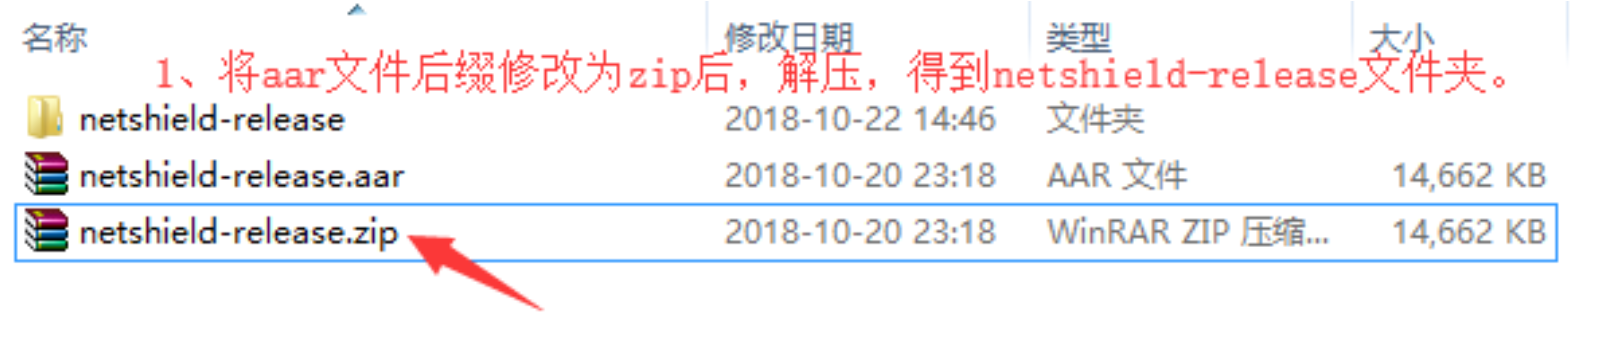 名称 修改日期 类型 大小
1、将aar文件后缀修改为zip后，解压，得到netshield-release文件夹。
netshield-release 2018-10-22 14:46 文件夹
netshield-release.aar 2018-10-20 23:18 AAR 文件 14,662 KB
netshield-release.zip 2018-10-20 23:18 WinRAR ZIP 压缩... 14,662 KB